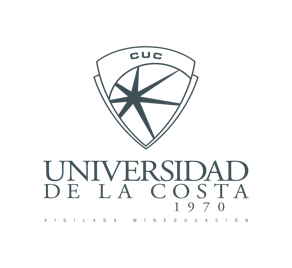 CUC
UNIVERSIDAD
DE LA COSTA
1970
VIGILADA MINEDUCACIÓN